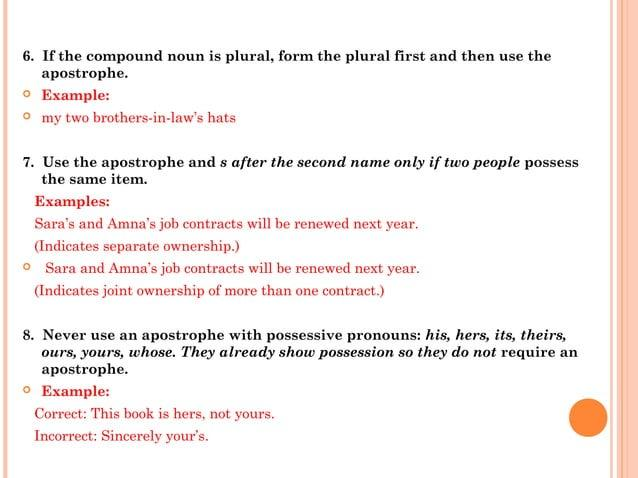 6. If the compound noun is plural, form the plural first and then use the
apostrophe.
Example:
my two brothers-in-law’s hats
7. Use the apostrophe and s after the second name only if two people possess
the same item.
Examples:
Sara’s and Amna’s job contracts will be renewed next year.
(Indicates separate ownership.)
Sara and Amna’s job contracts will be renewed next year.
(Indicates joint ownership of more than one contract.)
8. Never use an apostrophe with possessive pronouns: his, hers, its, theirs,
ours, yours, whose. They already show possession so they do not require an
apostrophe.
Example:
Correct: This book is hers, not yours.
Incorrect: Sincerely your’s.